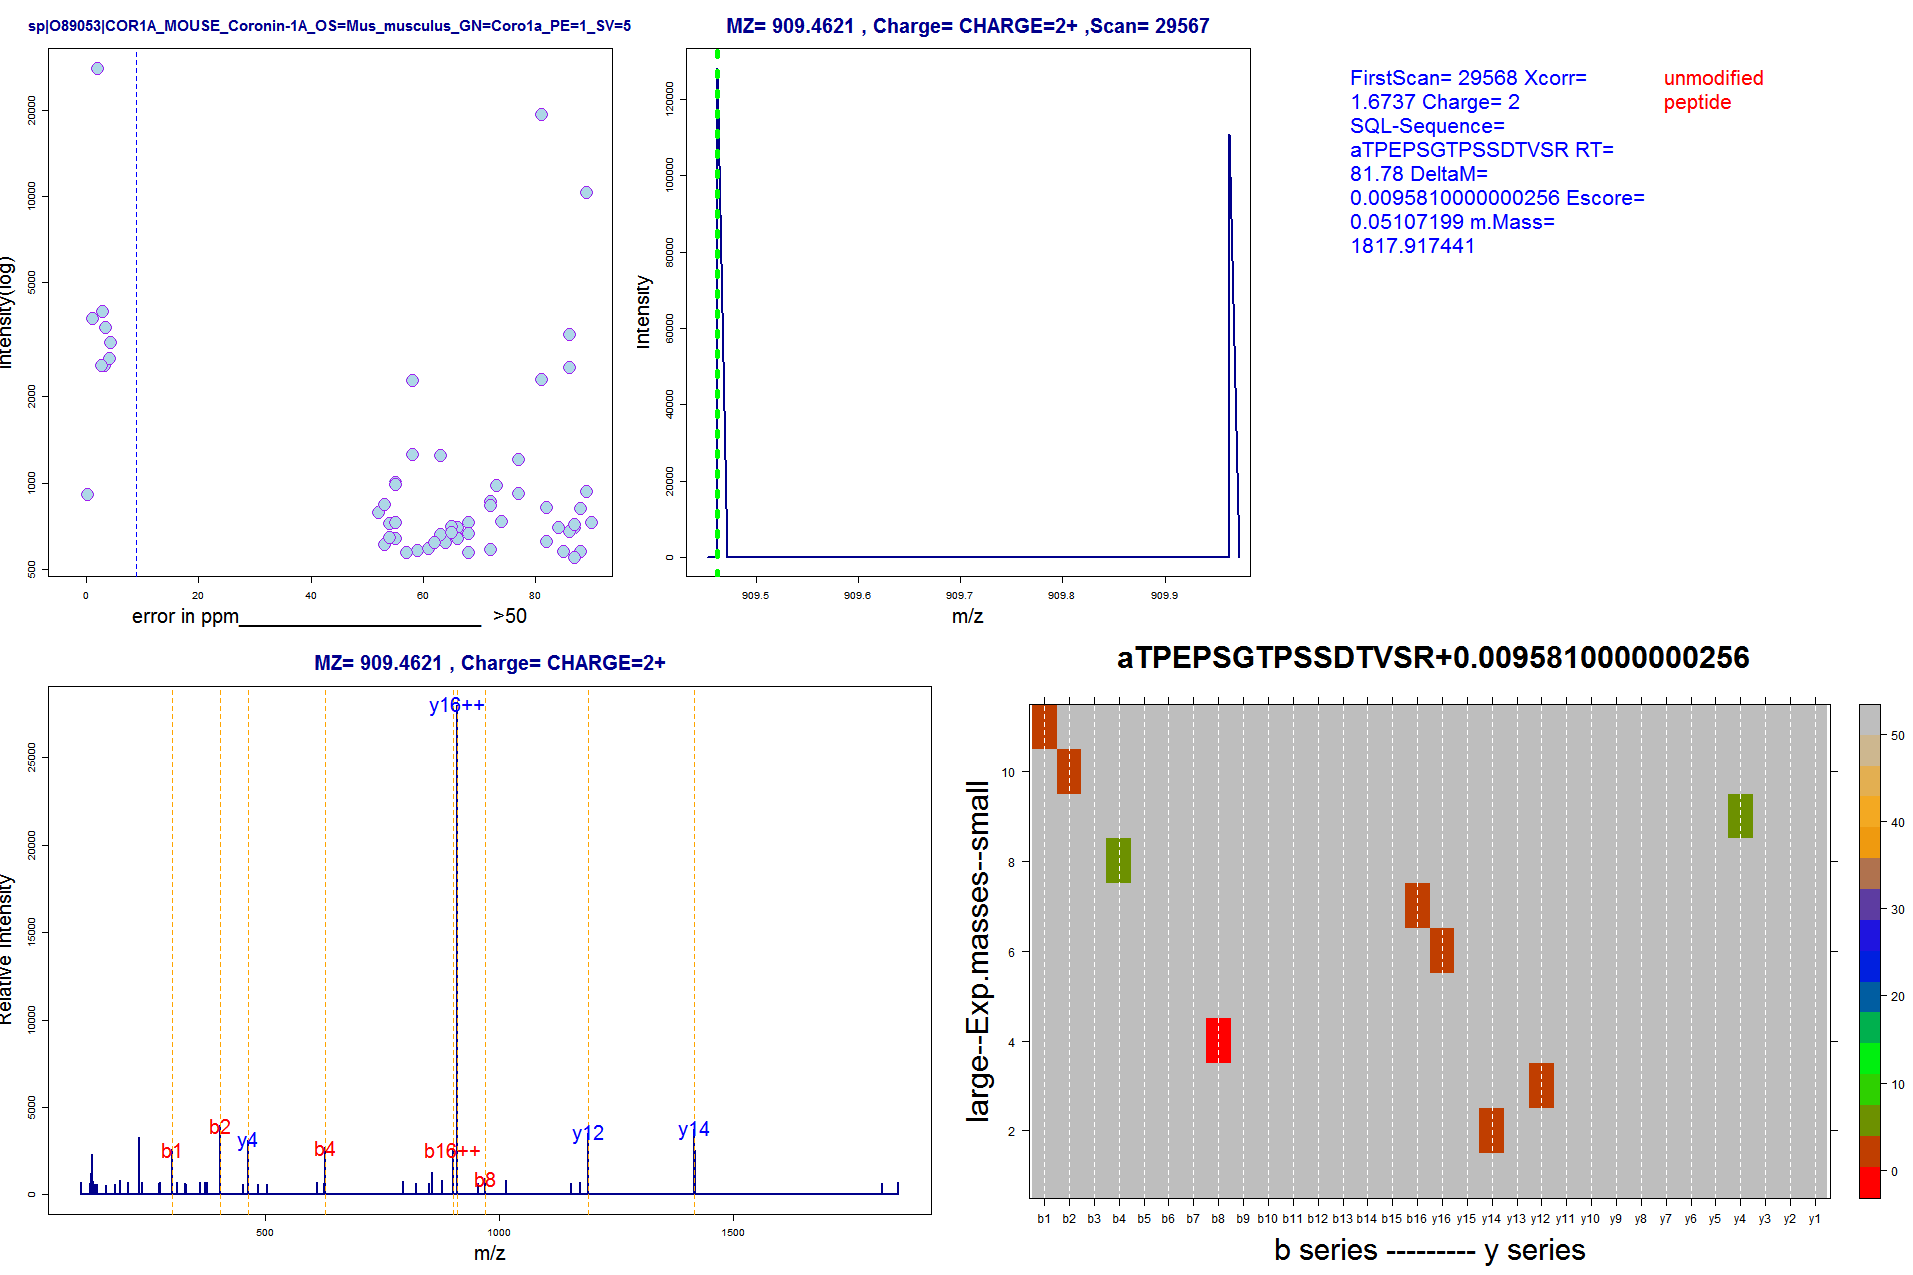 sp|O89053|COR1A_MOUSE_Coronin-1A_OS=Mus_musculus_GN=Coro1a_PE=1_SV=5
Intensity(log)
20000
10000
5000
2000
1000
500
0 20 40 60 80
error in ppm______________________ >50
MZ= 909.4621 , Charge= CHARGE=2+ ,Scan= 29567
Intensity
120000
100000
80000
60000
40000
20000
0
909.5 909.6 909.7 909.8 909.9
m/z
FirstScan= 29568 Xcorr=
1.6737 Charge= 2
SQL-Sequence=
aTPEPSGTPSSDTVSR RT=
81.78 DeltaM=
0.0095810000000256 Escore=
0.05107199 m.Mass=
1817.917441
unmodified
peptide
MZ= 909.4621 , Charge= CHARGE=2+
Relative Intensity
25000
20000
15000
10000
5000
0
y16++
b1
b2
y4
b4
b16++
b8
y12
y14
500 1000 1500
m/z
aTPEPSGTPSSDTVSR+0.0095810000000256
large--Exp.masses--small
10
8
6
4
2
b1 b2 b3 b4 b5 b6 b7 b8 b9 b10 b11 b12 b13 b14 b15 b16 y16 y15 y14 y13 y12 y11 y10 y9 y8 y7 y6 y5 y4 y3 y2 y1
b series --------- y series
50
40
30
20
10
0